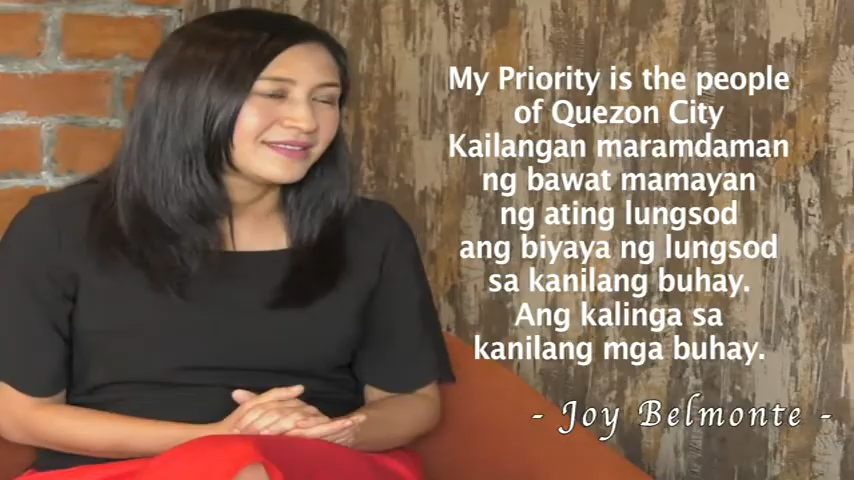 My Priority is the people
of Quezon City
Kailangan maramdaman
ng bawat mamayan
ng ating lungsod
ang biyaya ng lungsod
sa kanilang buhay.
Ang kalinga sa
kanilang mga buhay.
- Joy Belmonte -